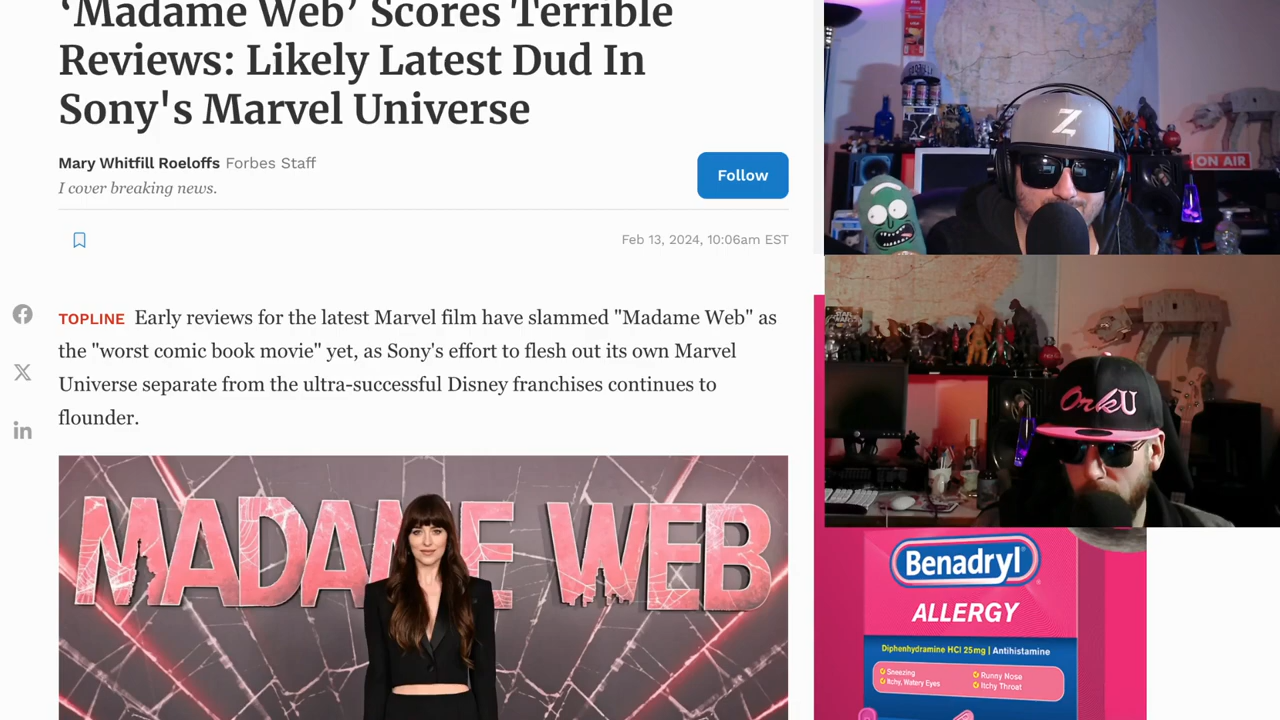 ‘Madame Web’ Scores Terrible
Reviews: Likely Latest Dud In
Sony's Marvel Universe
Mary Whitfill Roeloffs Forbes Staff
I cover breaking news.
Follow
Feb 13, 2024, 10:06am EST
TOPLINE Early reviews for the latest Marvel film have slammed "Madame Web" as
the "worst comic book movie" yet, as Sony's effort to flesh out its own Marvel
Universe separate from the ultra-successful Disney franchises continues to
flounder.
MADAME WEB
Z
ON AIR
STAR WARS
OrkU
Benadryl
ALLERGY
Diphenhydramine HCl 25mg | Antihistamine
Sneezing
Itchy, Watery Eyes
Runny Nose
Itchy Throat